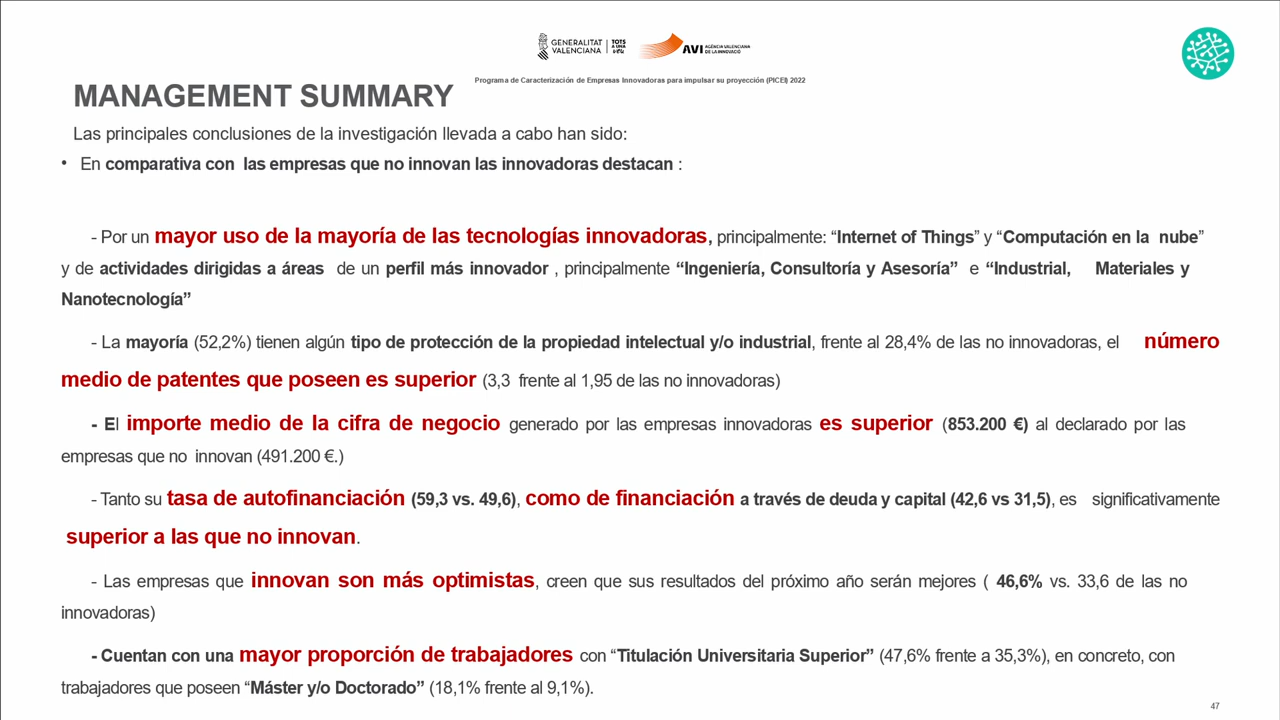 GENERALITAT
VALENCIANA
TOTS
A UNA
veu
AVI
AGÈNCIA VALENCIANA
DE LA INNOVACIÓ
Programa de Caracterización de Empresas Innovadoras para impulsar su proyección (PICEI) 2022
MANAGEMENT SUMMARY
Las principales conclusiones de la investigación llevada a cabo han sido:
• En comparativa con las empresas que no innovan las innovadoras destacan :
- Por un mayor uso de la mayoría de las tecnologías innovadoras, principalmente: “Internet of Things” y “Computación en la nube”
y de actividades dirigidas a áreas de un perfil más innovador , principalmente “Ingeniería, Consultoría y Asesoría” e “Industrial, Materiales y
Nanotecnología”
- La mayoría (52,2%) tienen algún tipo de protección de la propiedad intelectual y/o industrial, frente al 28,4% de las no innovadoras, el número
medio de patentes que poseen es superior (3,3 frente al 1,95 de las no innovadoras)
- El importe medio de la cifra de negocio generado por las empresas innovadoras es superior (853.200 €) al declarado por las
empresas que no innovan (491.200 €.)
- Tanto su tasa de autofinanciación (59,3 vs. 49,6), como de financiación a través de deuda y capital (42,6 vs 31,5), es significativamente
superior a las que no innovan.
- Las empresas que innovan son más optimistas, creen que sus resultados del próximo año serán mejores ( 46,6% vs. 33,6 de las no
innovadoras)
- Cuentan con una mayor proporción de trabajadores con “Titulación Universitaria Superior” (47,6% frente a 35,3%), en concreto, con
trabajadores que poseen “Máster y/o Doctorado” (18,1% frente al 9,1%).
47